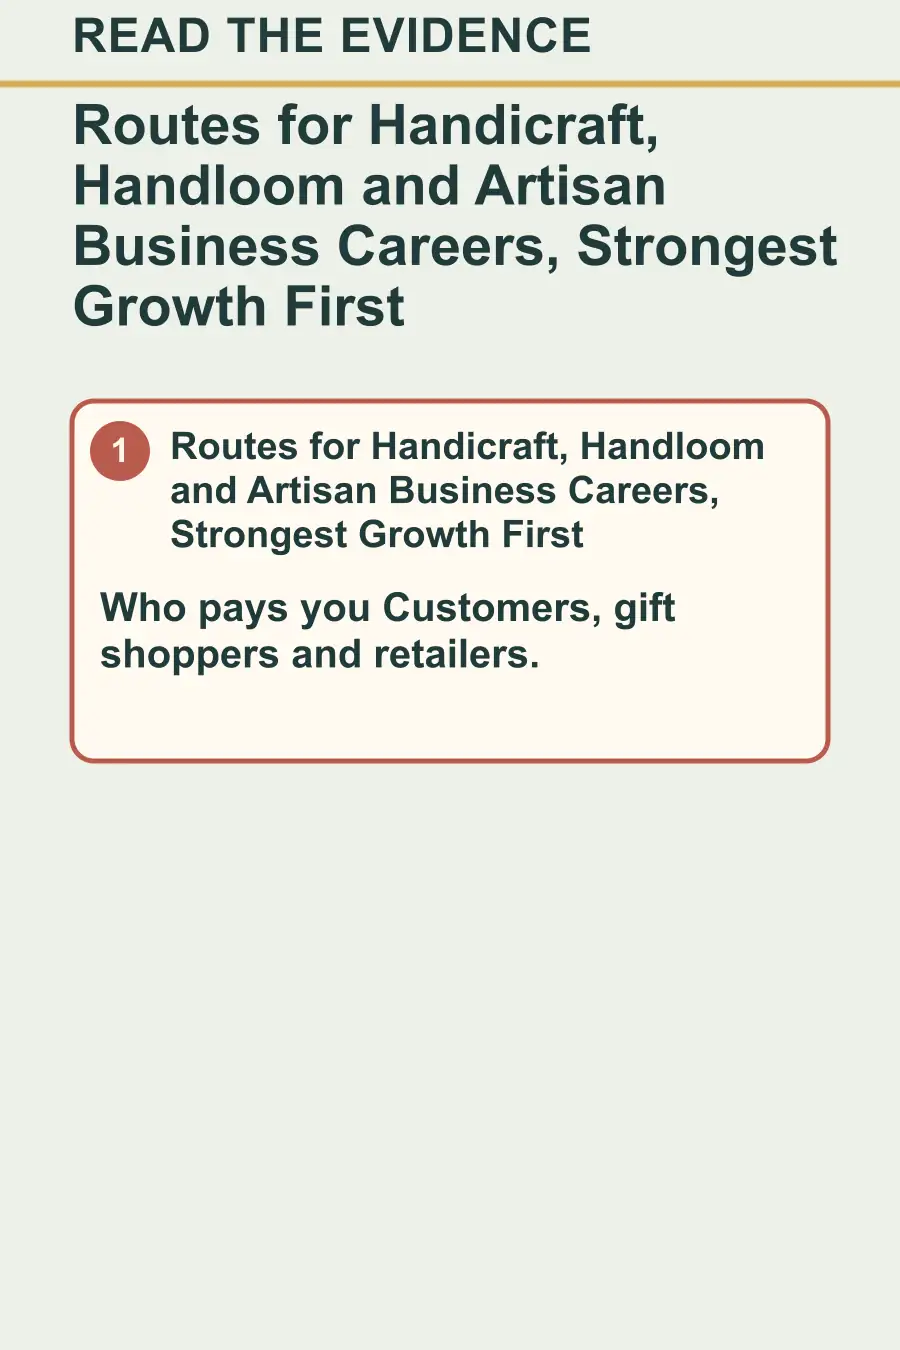 READ THE EVIDENCE
Routes for Handicraft,
Handloom and Artisan
Business Careers, Strongest
Growth First
1
Routes for Handicraft, Handloom
and Artisan Business Careers,
Strongest Growth First
Who pays you Customers, gift
shoppers and retailers.